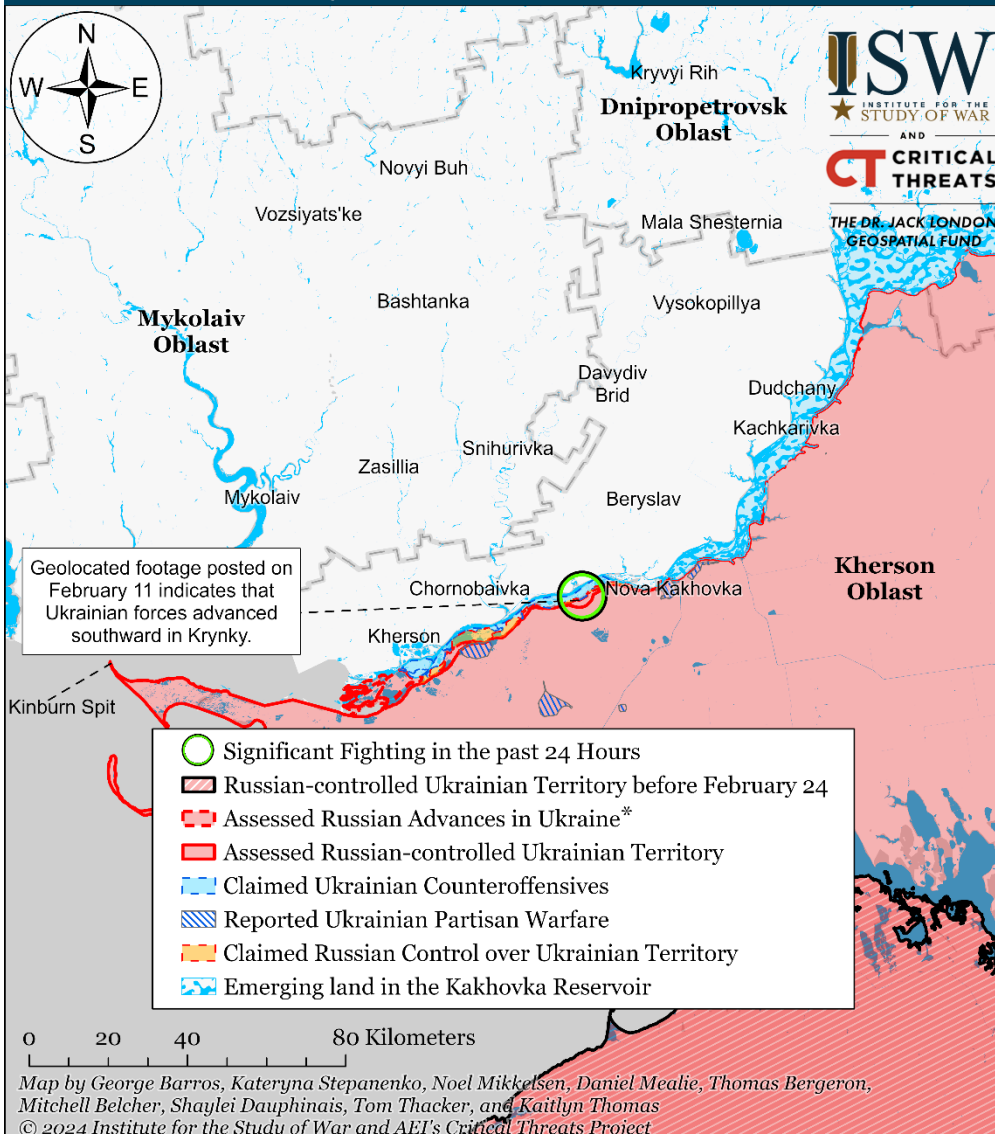 N
W E
S
ISW
INSTITUTE FOR THE
STUDY OF WAR
AND
CT CRITICAL
THREATS
THE DR. JACK LONDON
GEOSPATIAL FUND
Kryvyi Rih
Dnipropetrovsk
Oblast
Novyi Buh
Vozsiyats'ke
Mala Shesternia
Bashtanka
Vysokopillya
Mykolaiv
Oblast
Davydiv
Brid
Dudchany
Kachkarivka
Snihurivka
Zasillia
Mykolaiv
Beryslav
Geolocated footage posted on
February 11 indicates that
Ukrainian forces advanced
southward in Krynky.
Chornobaivka
Nova Kakhovka
Kherson
Oblast
Kherson
Kinburn Spit
Significant Fighting in the past 24 Hours
Russian-controlled Ukrainian Territory before February 24
Assessed Russian Advances in Ukraine*
Assessed Russian-controlled Ukrainian Territory
Claimed Ukrainian Counteroffensives
Reported Ukrainian Partisan Warfare
Claimed Russian Control over Ukrainian Territory
Emerging land in the Kakhovka Reservoir
0 20 40 80 Kilometers
Map by George Barros, Kateryna Stepanenko, Noel Mikkelsen, Daniel Mealie, Thomas Bergeron,
Mitchell Belcher, Shaylei Dauphinais, Tom Thacker, and Kaitlyn Thomas
© 2024 Institute for the Study of War and AEI's Critical Threats Project